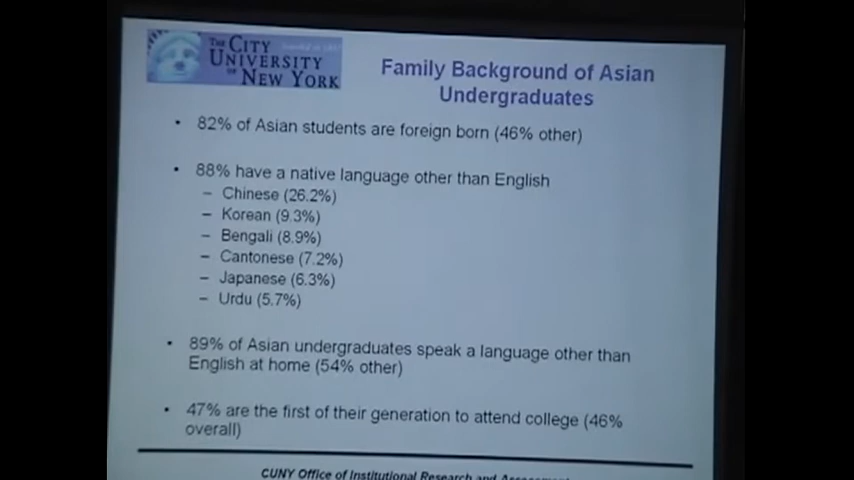 THE CITY
UNIVERSITY
OF
NEW YORK
Family Background of Asian
Undergraduates
• 82% of Asian students are foreign born (46% other)
• 88% have a native language other than English
– Chinese (26.2%)
– Korean (9.3%)
– Bengali (8.9%)
– Cantonese (7.2%)
– Japanese (6.3%)
– Urdu (5.7%)
• 89% of Asian undergraduates speak a language other than
English at home (54% other)
• 47% are the first of their generation to attend college (46%
overall)
CUNY Office of Institutional Research and